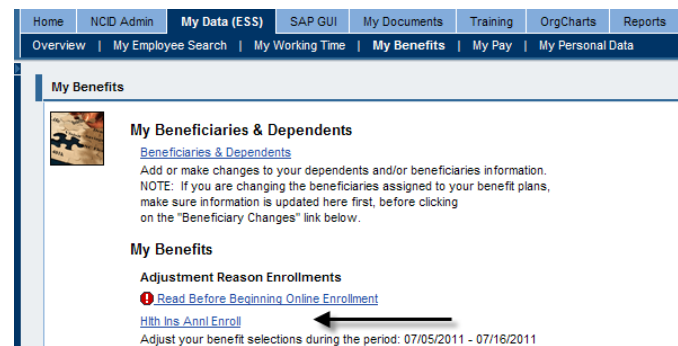 Home NCID Admin My Data (ESS) SAP GUI My Documents Training OrgCharts Reports
Overview | My Employee Search | My Working Time | My Benefits | My Pay | My Personal Data
My Benefits
My Beneficiaries & Dependents
Beneficiaries & Dependents
Add or make changes to your dependents and/or beneficiaries information.
NOTE: If you are changing the beneficiaries assigned to your benefit plans,
make sure information is updated here first, before clicking
on the "Beneficiary Changes" link below.
My Benefits
Adjustment Reason Enrollments
Read Before Beginning Online Enrollment
Hlth Ins Annl Enroll
Adjust your benefit selections during the period: 07/05/2011 - 07/16/2011